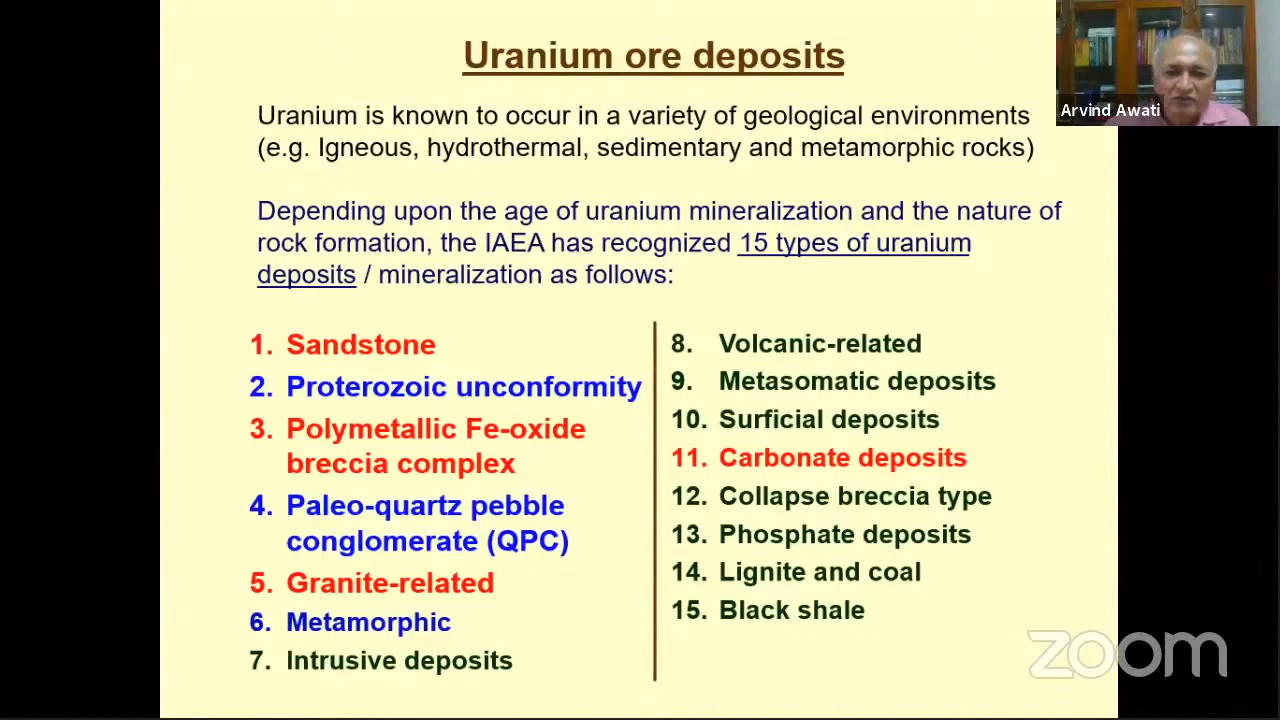 Uranium ore deposits
Arvind Awati
Uranium is known to occur in a variety of geological environments
(e.g. Igneous, hydrothermal, sedimentary and metamorphic rocks)
Depending upon the age of uranium mineralization and the nature of
rock formation, the IAEA has recognized 15 types of uranium
deposits / mineralization as follows:
1. Sandstone
2. Proterozoic unconformity
3. Polymetallic Fe-oxide
breccia complex
4. Paleo-quartz pebble
conglomerate (QPC)
5. Granite-related
6. Metamorphic
7. Intrusive deposits
8. Volcanic-related
9. Metasomatic deposits
10. Surficial deposits
11. Carbonate deposits
12. Collapse breccia type
13. Phosphate deposits
14. Lignite and coal
15. Black shale
zoom